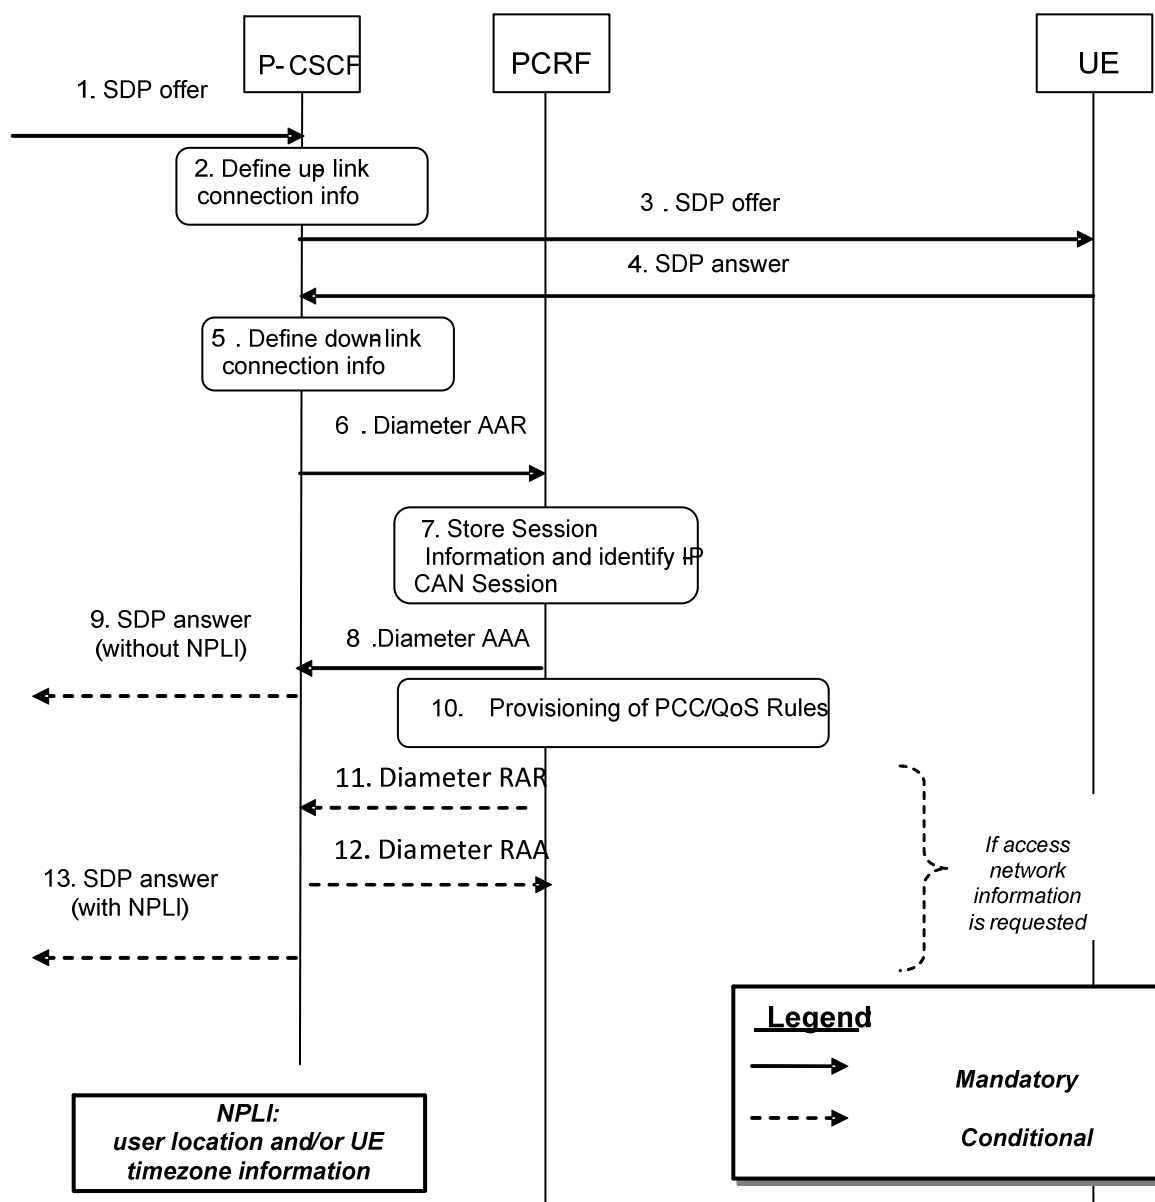 P-CSCF
PCRF
UE
1. SDP offer
2. Define up-link
connection info
3 . SDP offer
4. SDP answer
5 . Define down-link
connection info
6 . Diameter AAR
7. Store Session
Information and identify IP-
CAN Session
9. SDP answer
(without NPLI)
8 .Diameter AAA
10. Provisioning of PCC/QoS Rules
11. Diameter RAR
12. Diameter RAA
13. SDP answer
(with NPLI)
If access
network
information
is requested
Legend:
Mandatory
Conditional
NPLI:
user location and/or UE
timezone information